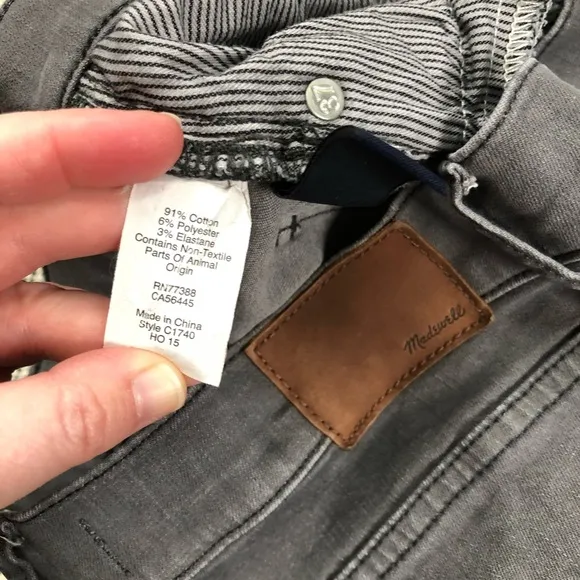 37
91% Cotton
6% Polyester
3% Elastane
Contains Non-Textile
Parts Of Animal
Origin
RN77388
CA56445
Made in China
Style C1740
HO 15
Madewell